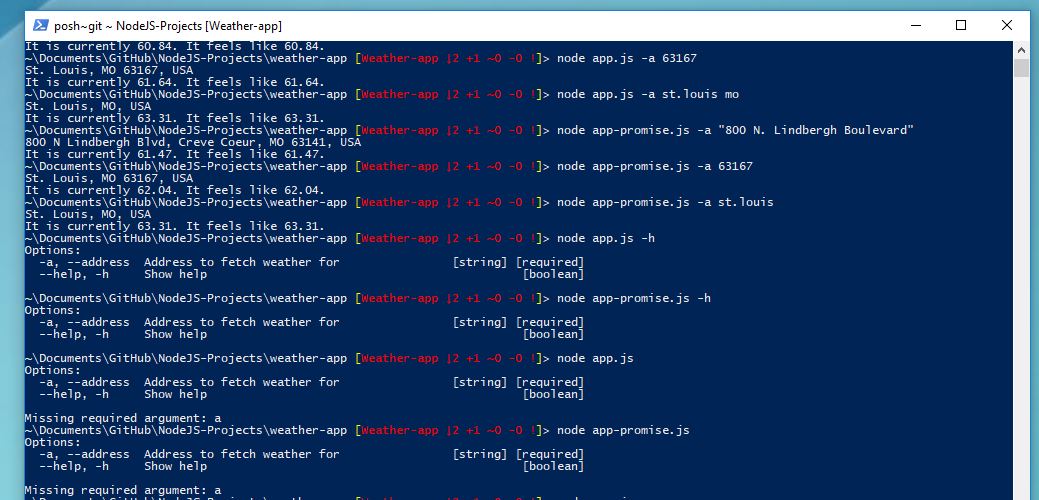 posh~git ~ NodeJS-Projects [Weather-app]
It is currently 60.84. It feels like 60.84.
~\Documents\GitHub\NodeJS-Projects\weather-app [Weather-app ↓2 +1 ~0 -0 !]> node app.js -a 63167
St. Louis, MO 63167, USA
It is currently 61.64. It feels like 61.64.
~\Documents\GitHub\NodeJS-Projects\weather-app [Weather-app ↓2 +1 ~0 -0 !]> node app.js -a st.louis mo
St. Louis, MO, USA
It is currently 63.31. It feels like 63.31.
~\Documents\GitHub\NodeJS-Projects\weather-app [Weather-app ↓2 +1 ~0 -0 !]> node app-promise.js -a "800 N. Lindbergh Boulevard"
800 N Lindbergh Blvd, Creve Coeur, MO 63141, USA
It is currently 61.47. It feels like 61.47.
~\Documents\GitHub\NodeJS-Projects\weather-app [Weather-app ↓2 +1 ~0 -0 !]> node app-promise.js -a 63167
St. Louis, MO 63167, USA
It is currently 62.04. It feels like 62.04.
~\Documents\GitHub\NodeJS-Projects\weather-app [Weather-app ↓2 +1 ~0 -0 !]> node app-promise.js -a st.louis
St. Louis, MO, USA
It is currently 63.31. It feels like 63.31.
~\Documents\GitHub\NodeJS-Projects\weather-app [Weather-app ↓2 +1 ~0 -0 !]> node app.js -h
Options:
-a, --address Address to fetch weather for [string] [required]
--help, -h Show help [boolean]
~\Documents\GitHub\NodeJS-Projects\weather-app [Weather-app ↓2 +1 ~0 -0 !]> node app-promise.js -h
Options:
-a, --address Address to fetch weather for [string] [required]
--help, -h Show help [boolean]
~\Documents\GitHub\NodeJS-Projects\weather-app [Weather-app ↓2 +1 ~0 -0 !]> node app.js
Options:
-a, --address Address to fetch weather for [string] [required]
--help, -h Show help [boolean]
Missing required argument: a
~\Documents\GitHub\NodeJS-Projects\weather-app [Weather-app ↓2 +1 ~0 -0 !]> node app-promise.js
Options:
-a, --address Address to fetch weather for [string] [required]
--help, -h Show help [boolean]
Missing required argument: a